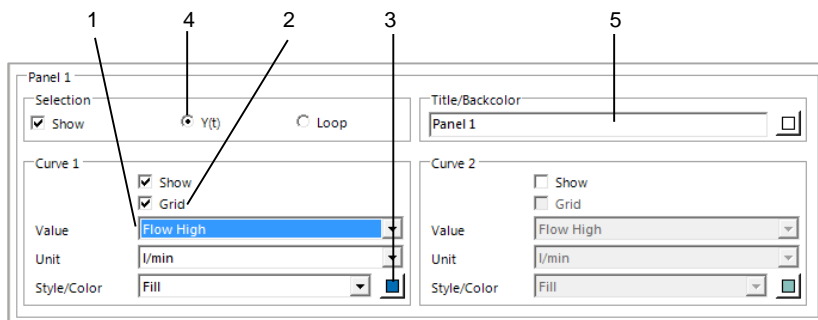 1 4 2 3 5
Panel 1
Selection
Show Y(t) Loop
Title/Backcolor
Panel 1
Curve 1
Show
Grid
Value Flow High
Unit l/min
Style/Color Fill
Curve 2
Show
Grid
Value Flow High
Unit l/min
Style/Color Fill